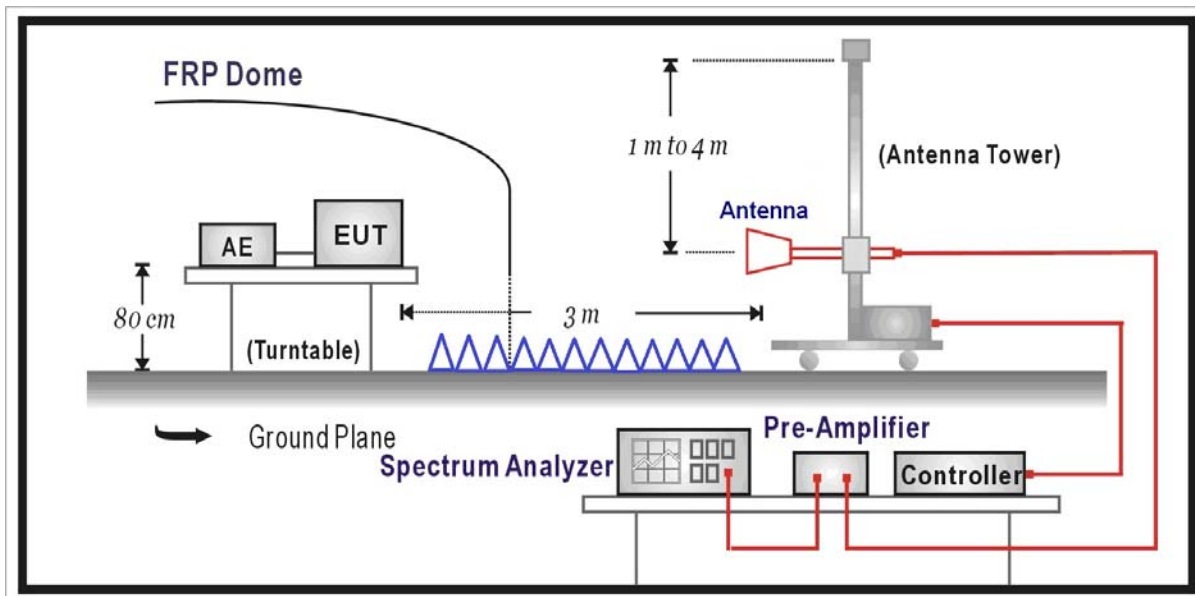 FRP Dome
1 m to 4 m
(Antenna Tower)
Antenna
AE
EUT
80 cm
3 m
(Turntable)
Ground Plane
Pre-Amplifier
Spectrum Analyzer
Controller